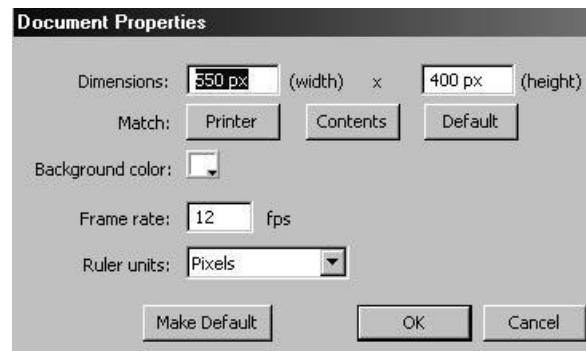 Document Properties
Dimensions: 550 px (width) x 400 px (height)
Match: Printer Contents Default
Background color:
Frame rate: 12 fps
Ruler units: Pixels
Make Default OK Cancel